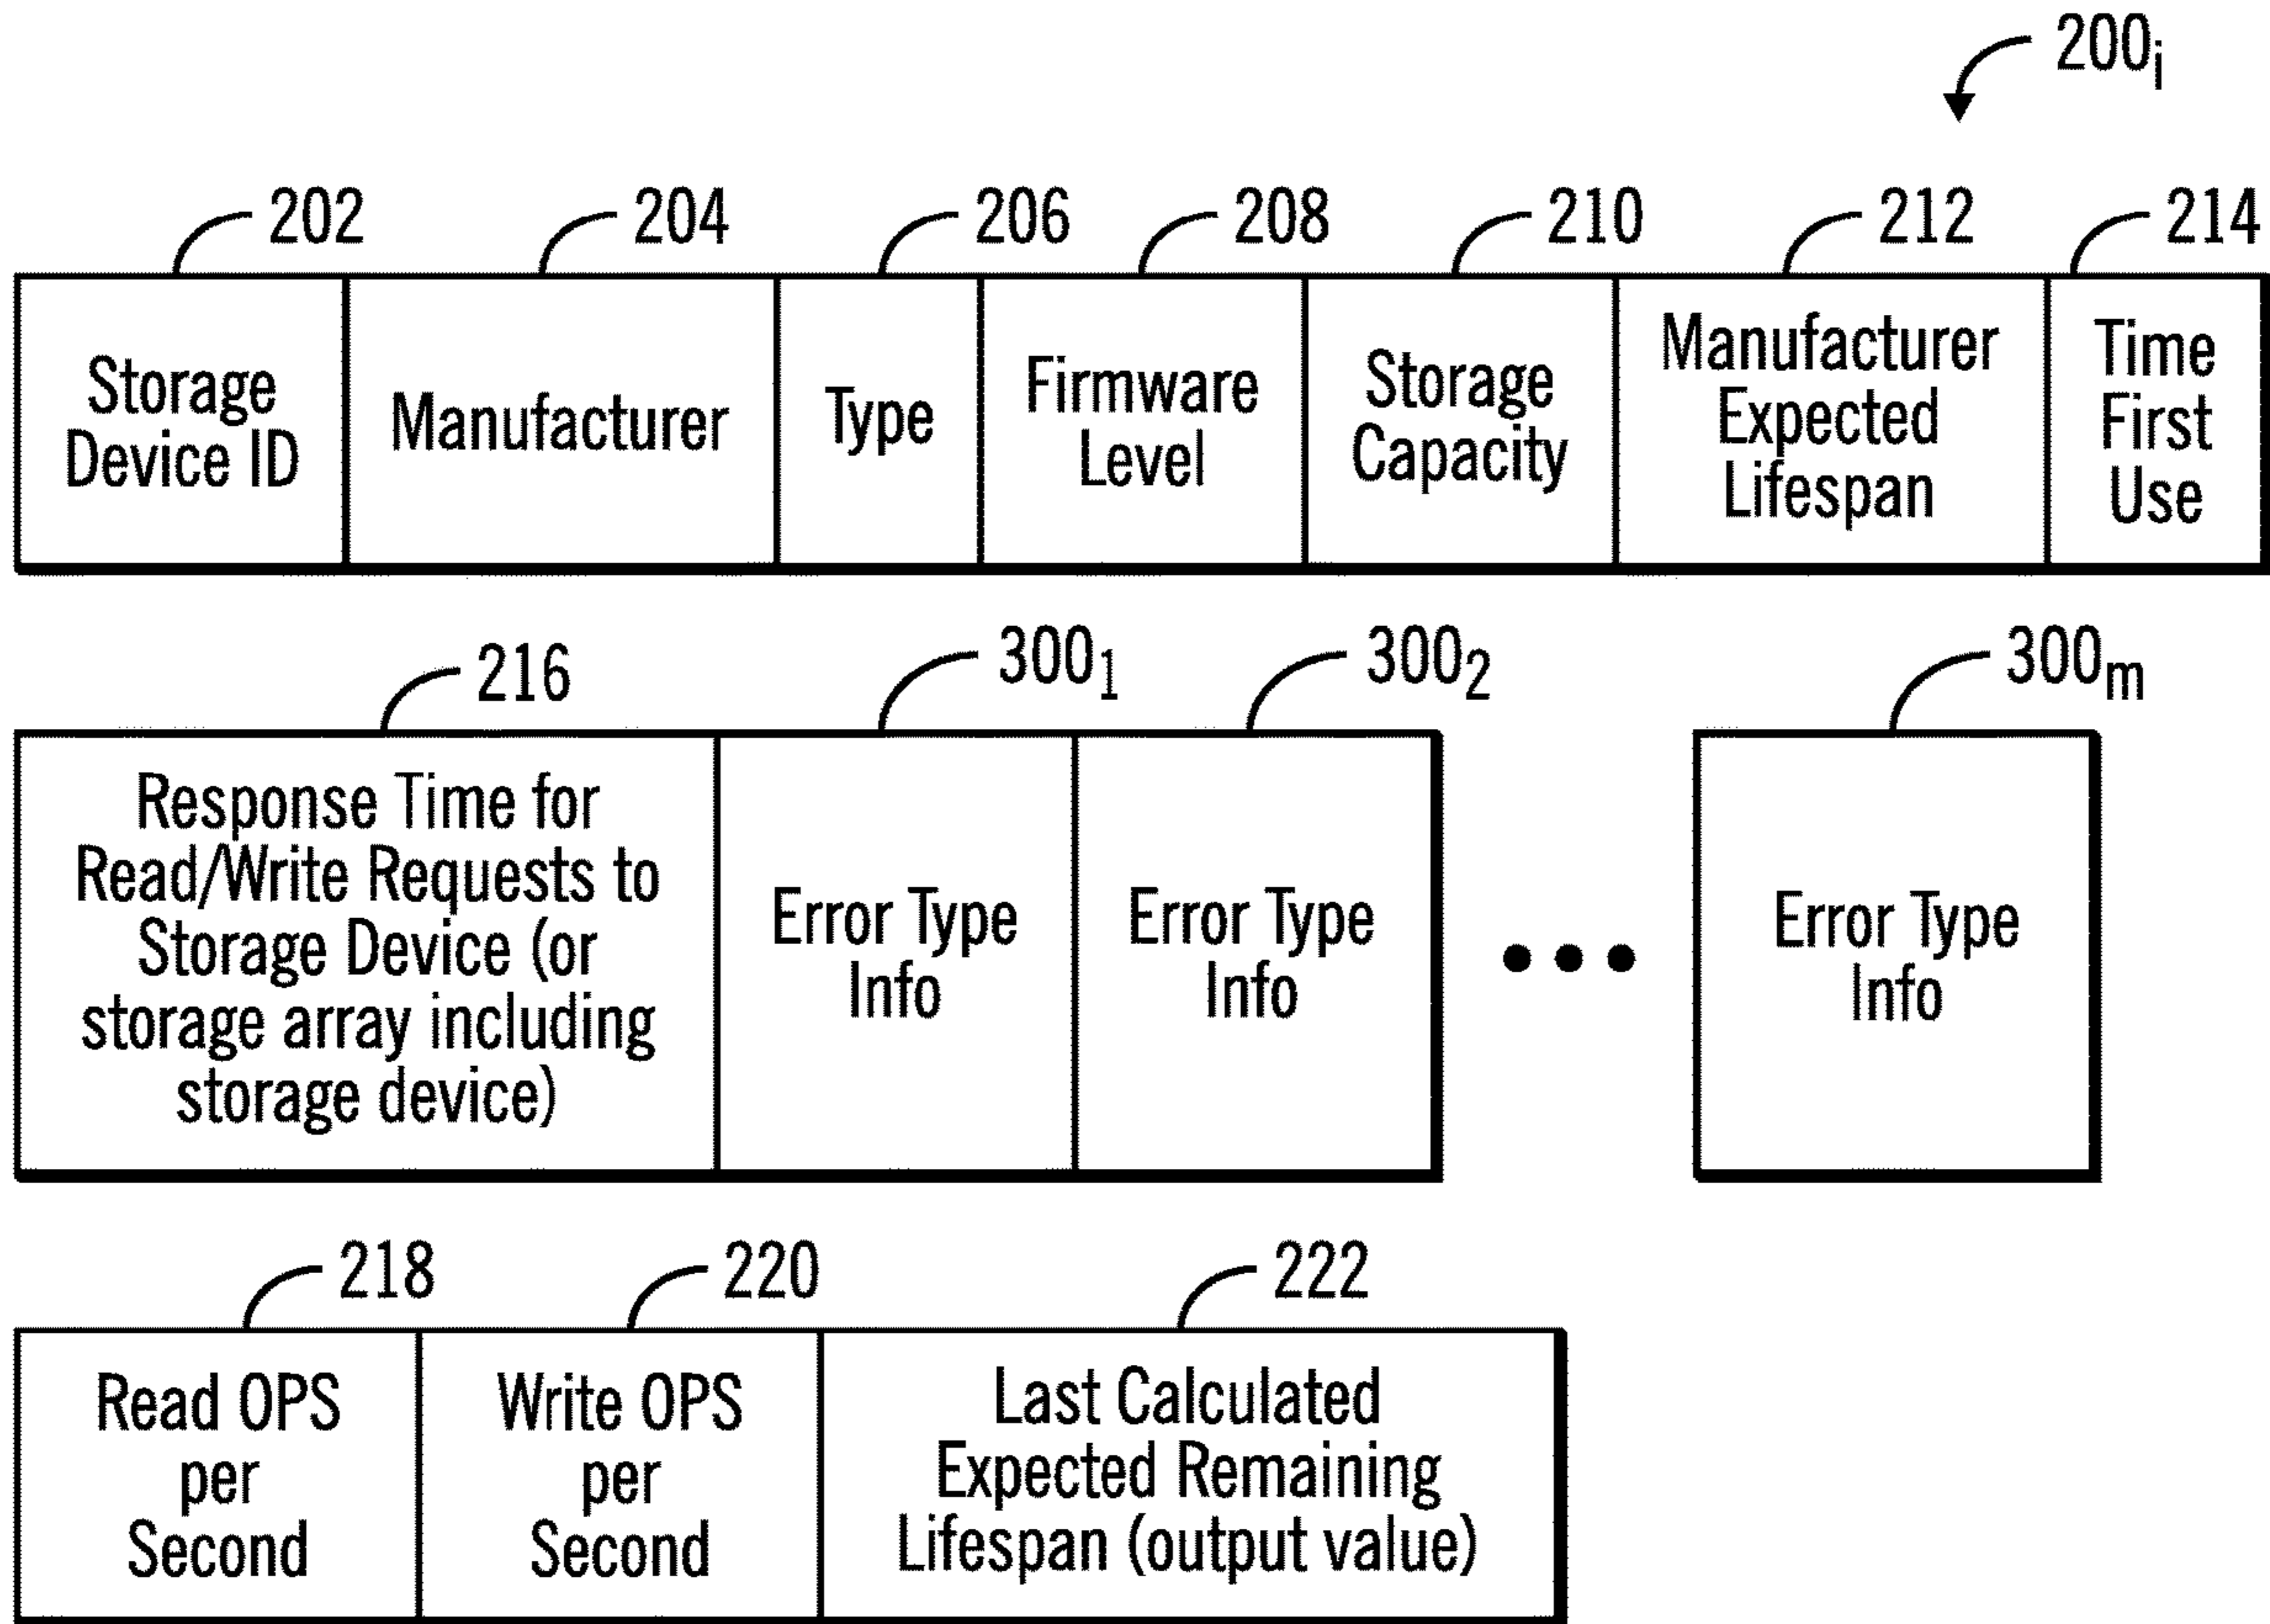 200i
202 204 206 208 210 212 214
Storage
Device ID
Manufacturer
Type
Firmware
Level
Storage
Capacity
Manufacturer
Expected
Lifespan
Time
First
Use
216 3001 3002 300m
Response Time for
Read/Write Requests to
Storage Device (or
storage array including
storage device)
Error Type
Info
Error Type
Info
Error Type
Info
218 220 222
Read OPS
per
Second
Write OPS
per
Second
Last Calculated
Expected Remaining
Lifespan (output value)